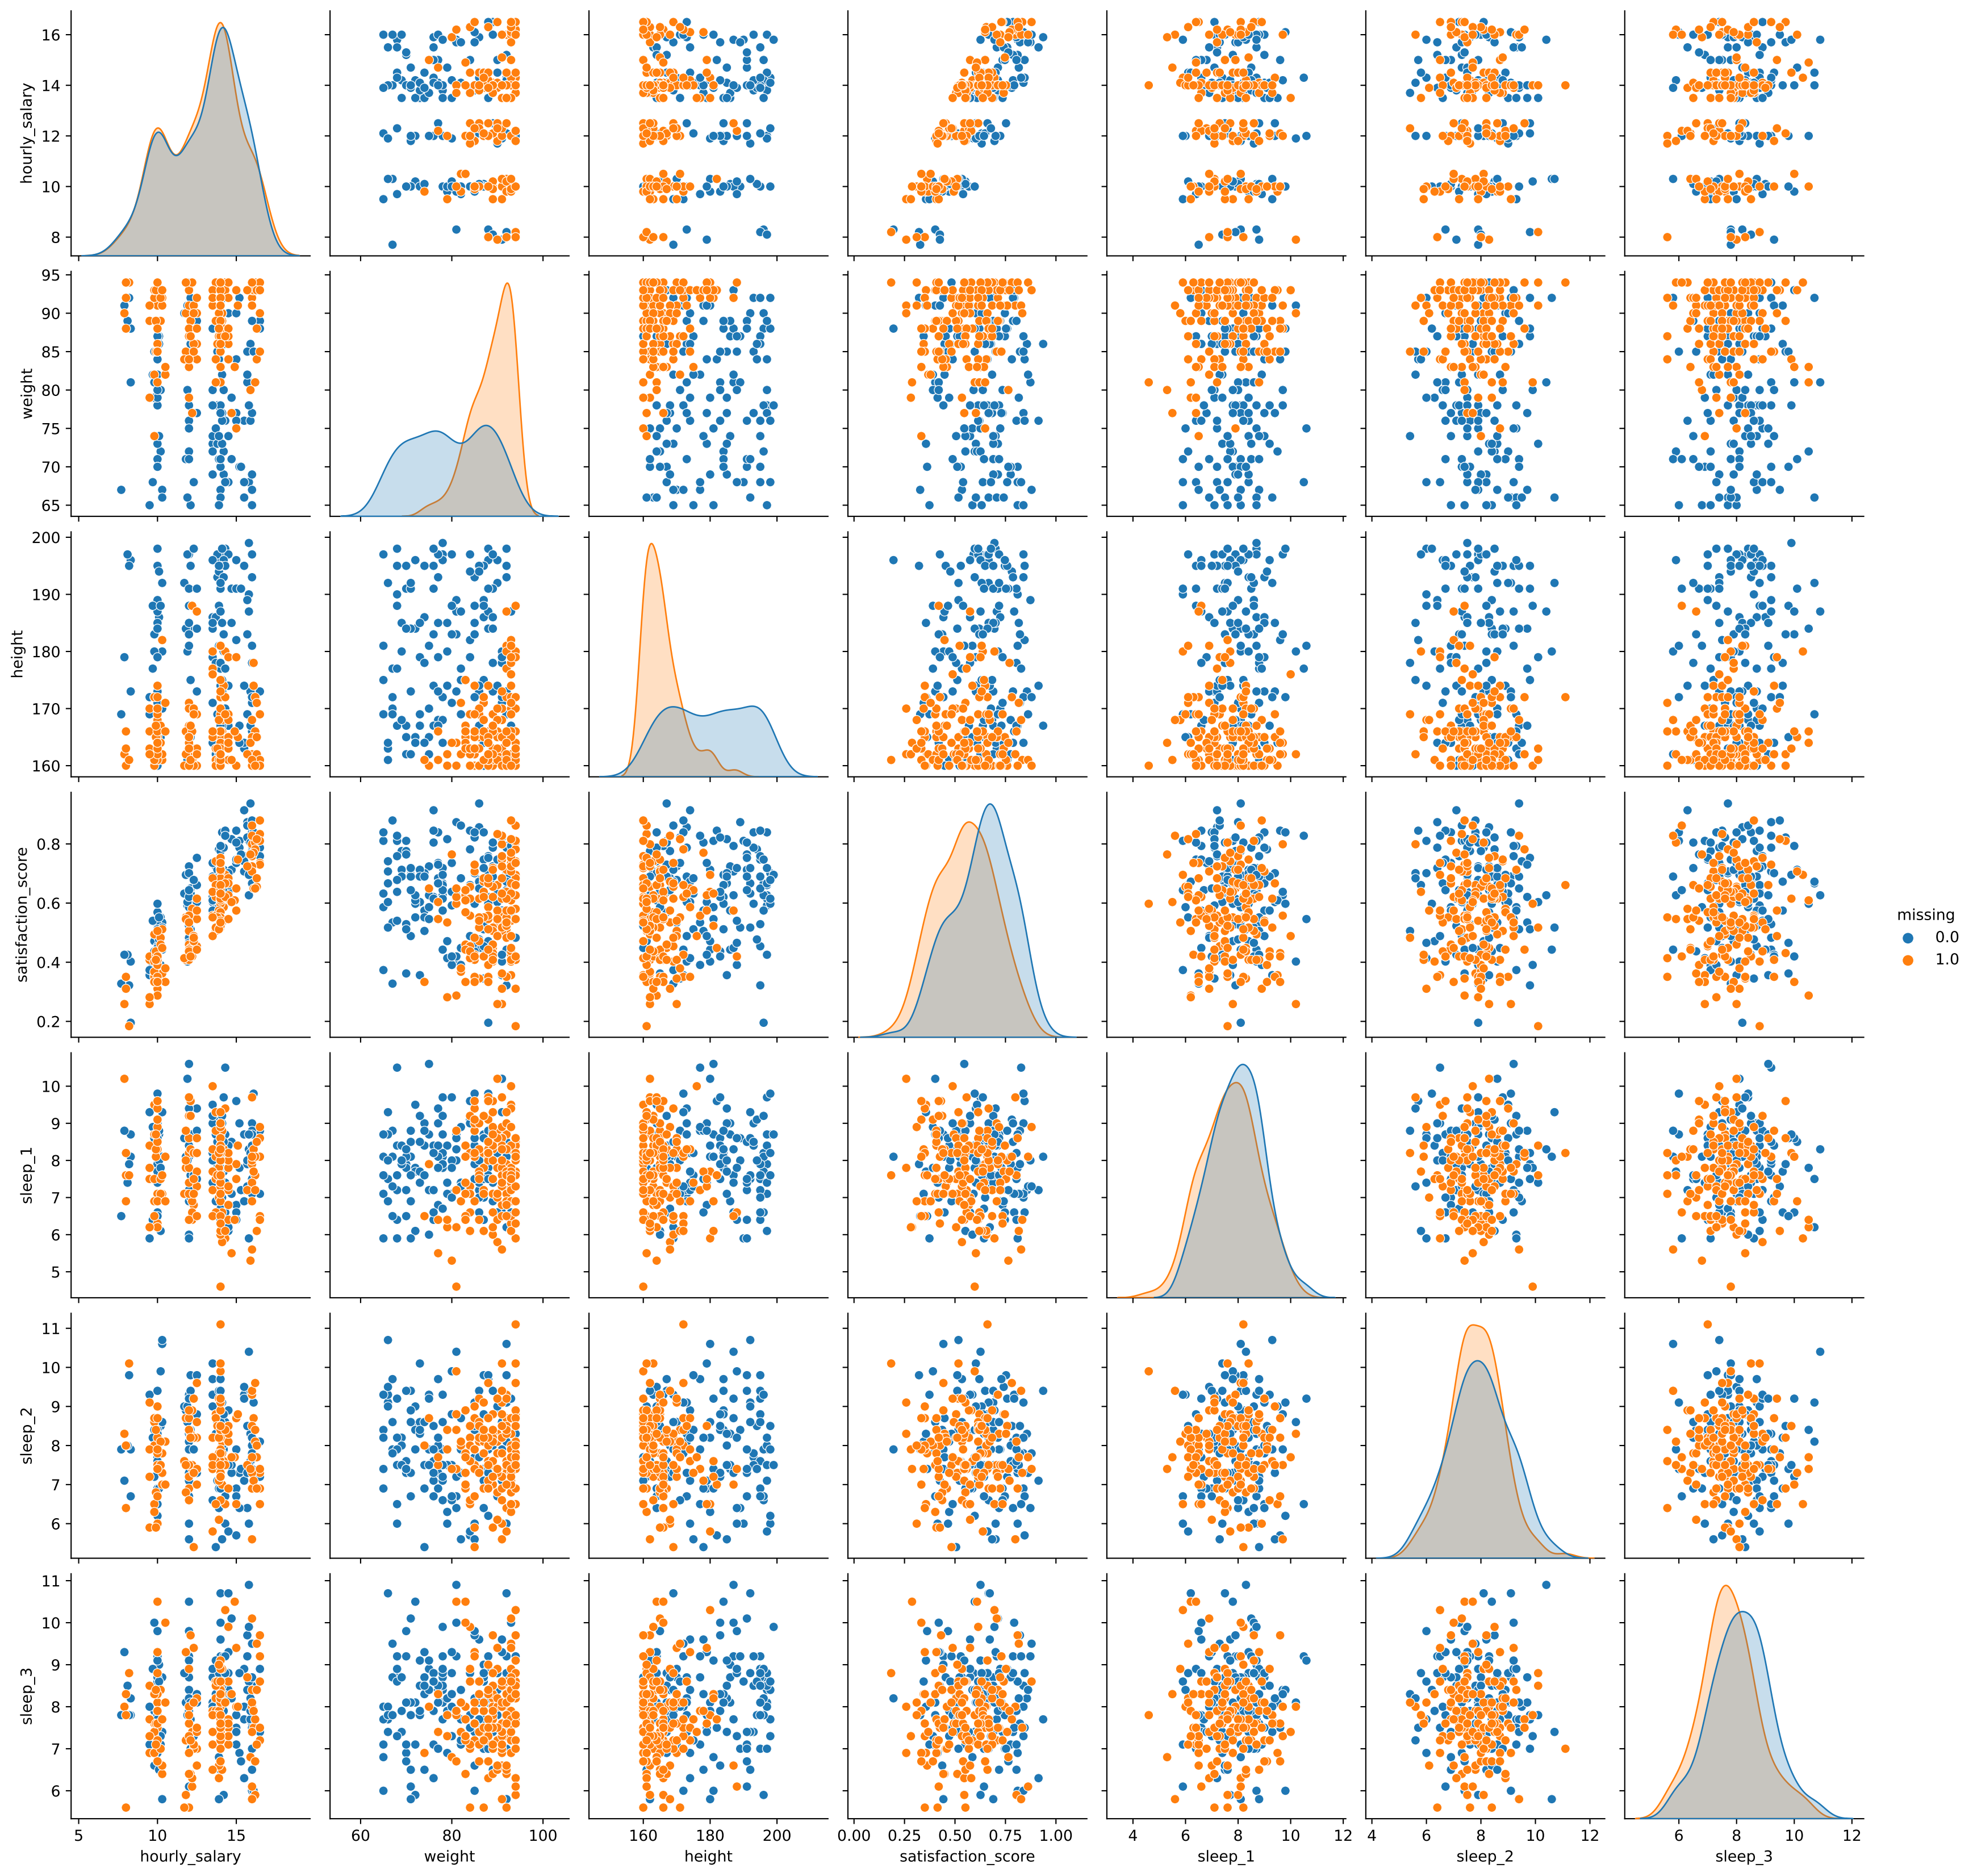 16
14
12
10
8
hourly_salary
95
90
85
80
75
70
65
weight
200
190
180
170
160
height
0.8
0.6
0.4
0.2
satisfaction_score
missing
0.0
1.0
10
9
8
7
6
5
sleep_1
11
10
9
8
7
6
sleep_2
11
10
9
8
7
6
sleep_3
5 10 15
60 80 100
160 180 200
0.00 0.25 0.50 0.75 1.00
4 6 8 10 12
4 6 8 10 12
6 8 10 12
hourly_salary weight height satisfaction_score sleep_1 sleep_2 sleep_3